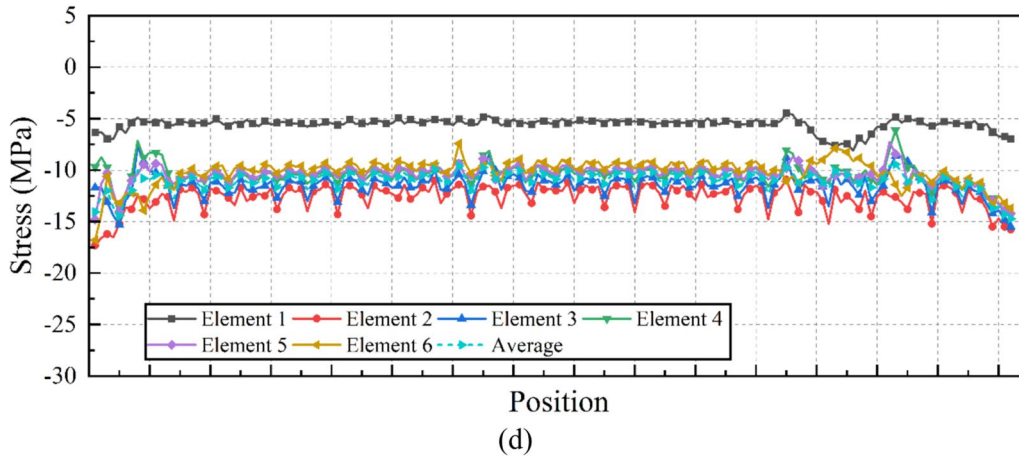 5
0
-5
-10
-15
-20
-25
-30
Stress (MPa)
Element 1 Element 2 Element 3 Element 4
Element 5 Element 6 Average
Position
(d)